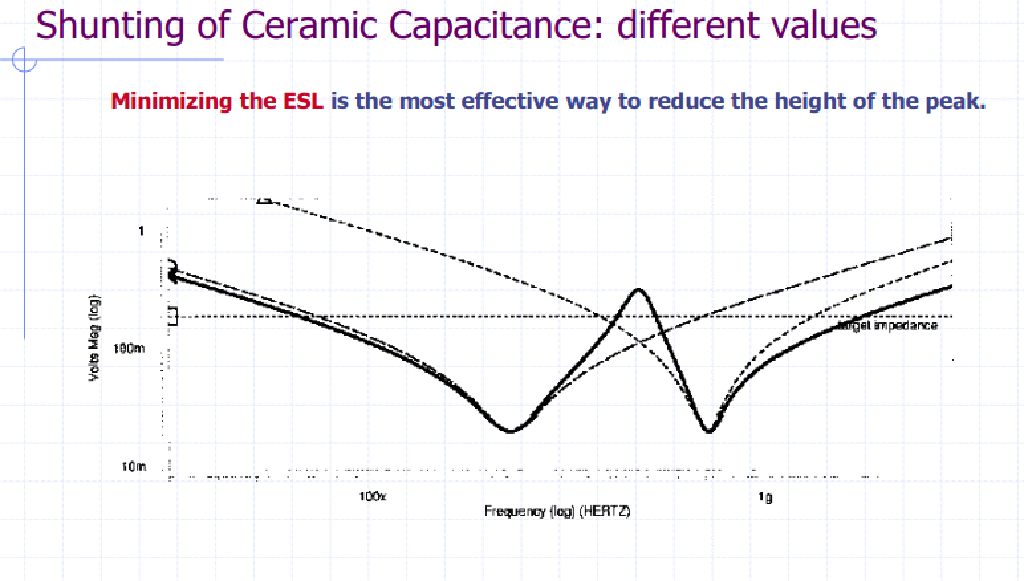 Shunting of Ceramic Capacitance: different values
Minimizing the ESL is the most effective way to reduce the height of the peak.
1
Volts Mag (log)
target impedance
100m
10m
100x
1g
Frequency (log) (HERTZ)